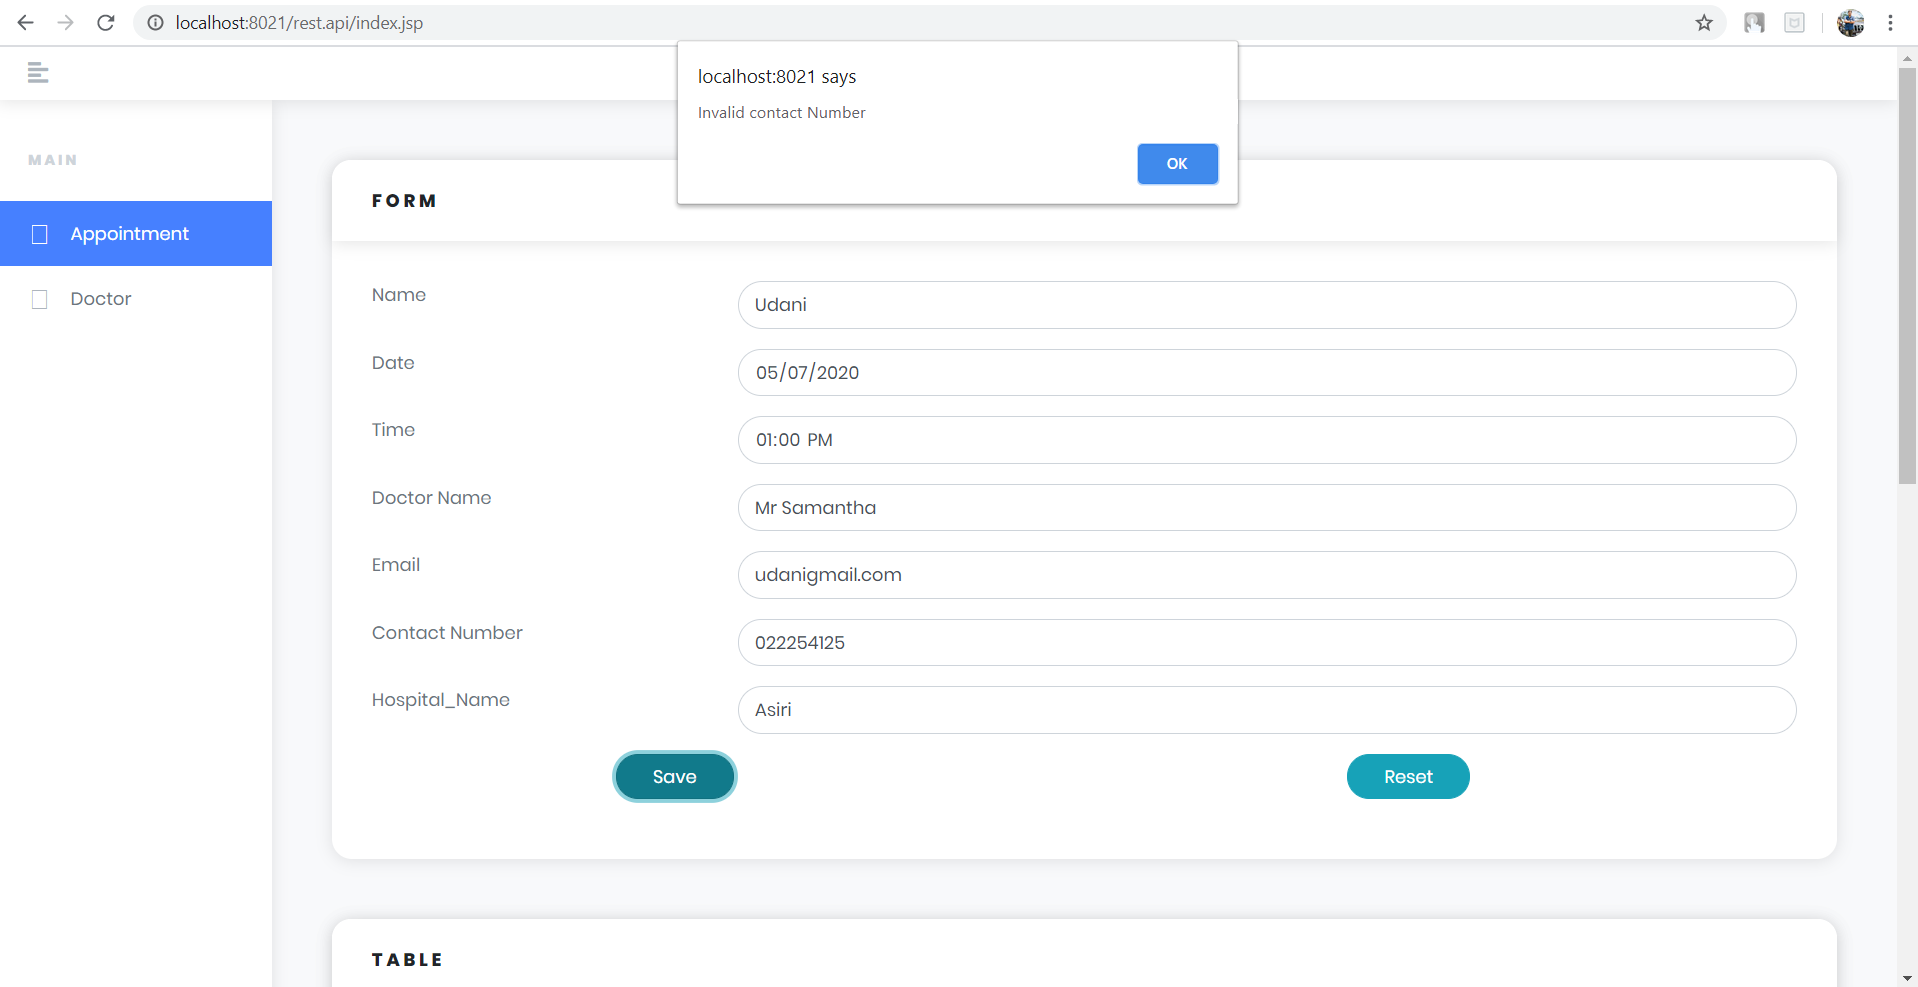 localhost:8021/rest.api/index.jsp
localhost:8021 says
Invalid contact Number
OK
MAIN
Appointment
Doctor
FORM
Name
Udani
Date
05/07/2020
Time
01:00 PM
Doctor Name
Mr Samantha
Email
udanigmail.com
Contact Number
022254125
Hospital_Name
Asiri
Save
Reset
TABLE